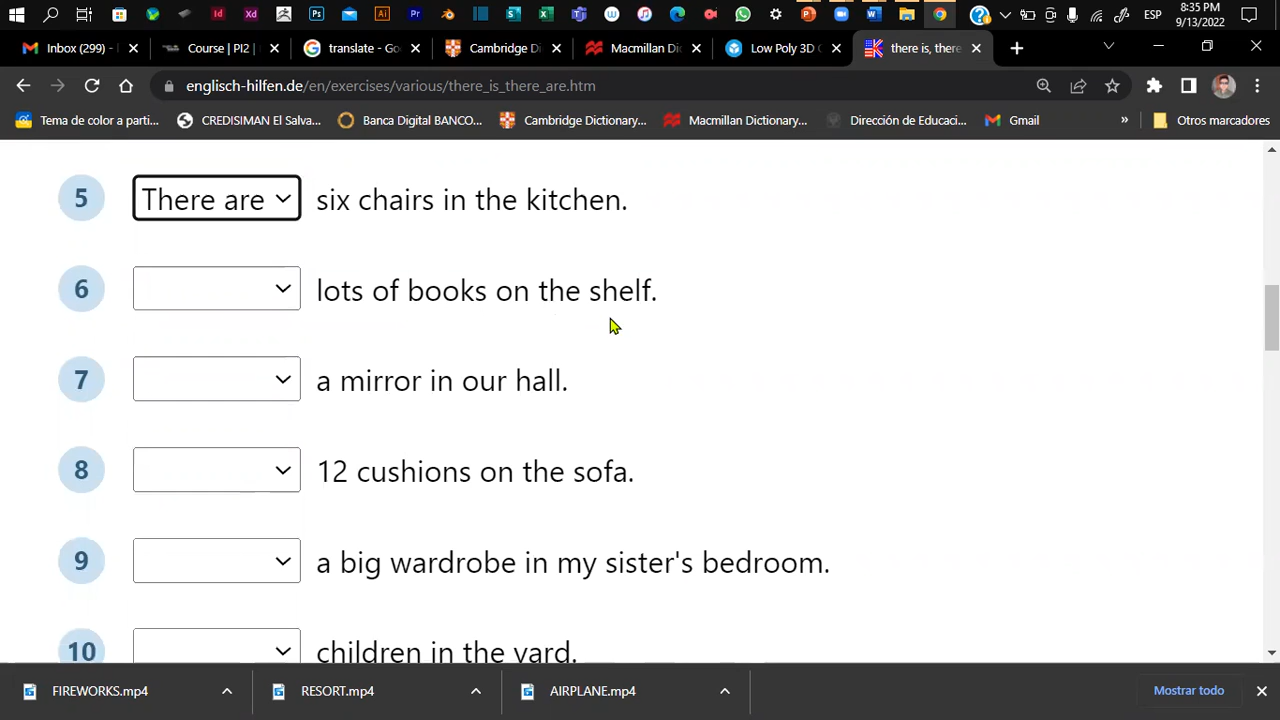 8:35 PM
ESP
9/13/2022
Inbox (299) -
Course | PI2 |
translate - Go
Cambridge Di
Macmillan Dic
Low Poly 3D
there is, there
englisch-hilfen.de/en/exercises/various/there_is_there_are.htm
Tema de color a parti...
CREDISIMAN El Salva...
Banca Digital BANCO...
Cambridge Dictionary...
Macmillan Dictionary...
Dirección de Educaci...
Gmail
»
Otros marcadores
5 There are six chairs in the kitchen.
6 lots of books on the shelf.
7 a mirror in our hall.
8 12 cushions on the sofa.
9 a big wardrobe in my sister's bedroom.
10 children in the yard.
FIREWORKS.mp4
RESORT.mp4
AIRPLANE.mp4
Mostrar todo